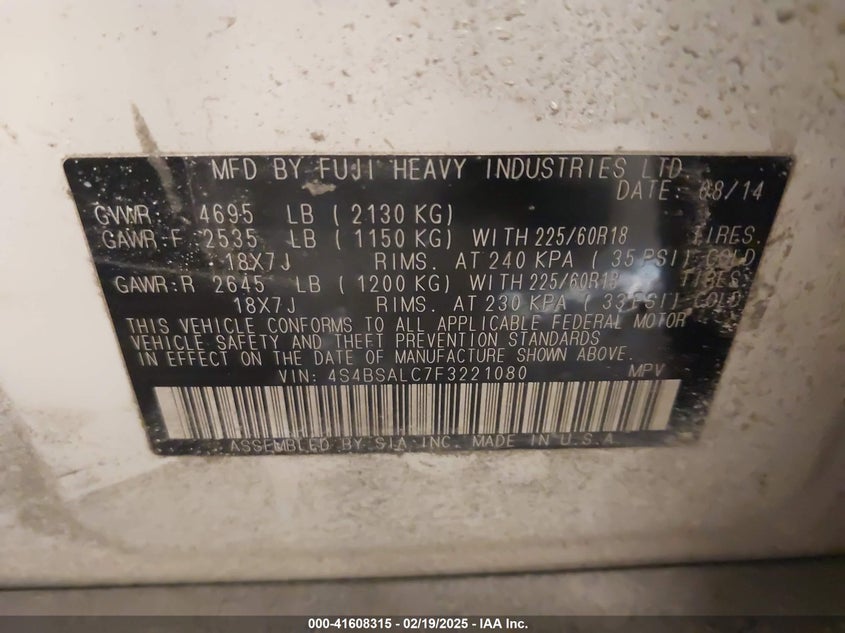 MFD BY FUJI HEAVY INDUSTRIES LTD
DATE: 08/14
GVWR: 4695 LB ( 2130 KG)
GAWR:F 2535 LB ( 1150 KG) WITH 225/60R18 TIRES.
18X7J RIMS. AT 240 KPA ( 35 PSI) COLD
GAWR:R 2645 LB ( 1200 KG) WITH 225/60R18 TIRES.
18X7J RIMS. AT 230 KPA ( 33 PSI) COLD
THIS VEHICLE CONFORMS TO ALL APPLICABLE FEDERAL MOTOR
VEHICLE SAFETY AND THEFT PREVENTION STANDARDS
IN EFFECT ON THE DATE OF MANUFACTURE SHOWN ABOVE.
VIN: 4S4BSALC7F3221080 MPV
ASSEMBLED BY SIA INC. MADE IN U.S.A.
000-41608315 - 02/19/2025 - IAA Inc.